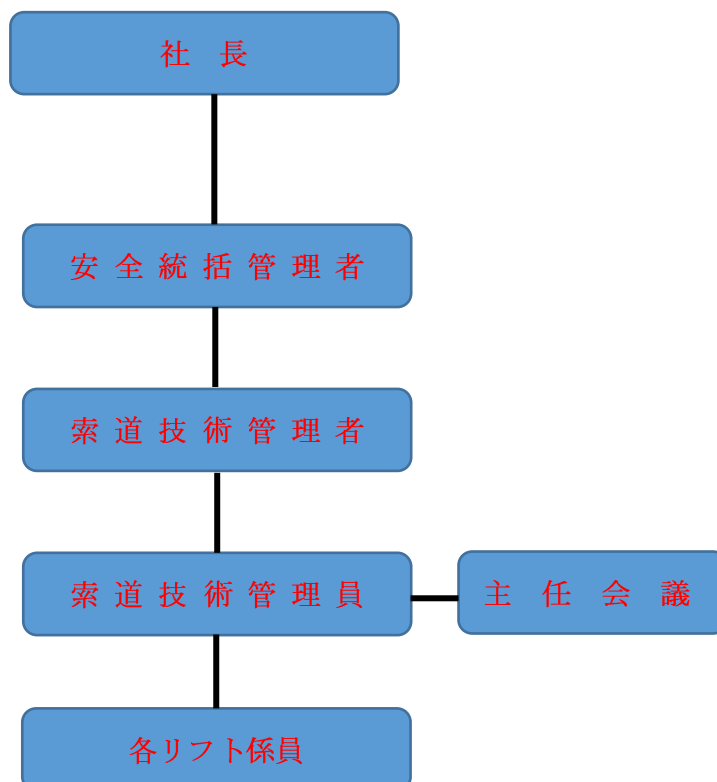 社　長
安 全 統 括 管 理 者
索 道 技 術 管 理 者
索 道 技 術 管 理 員
主　任　会　議
各リフト係員